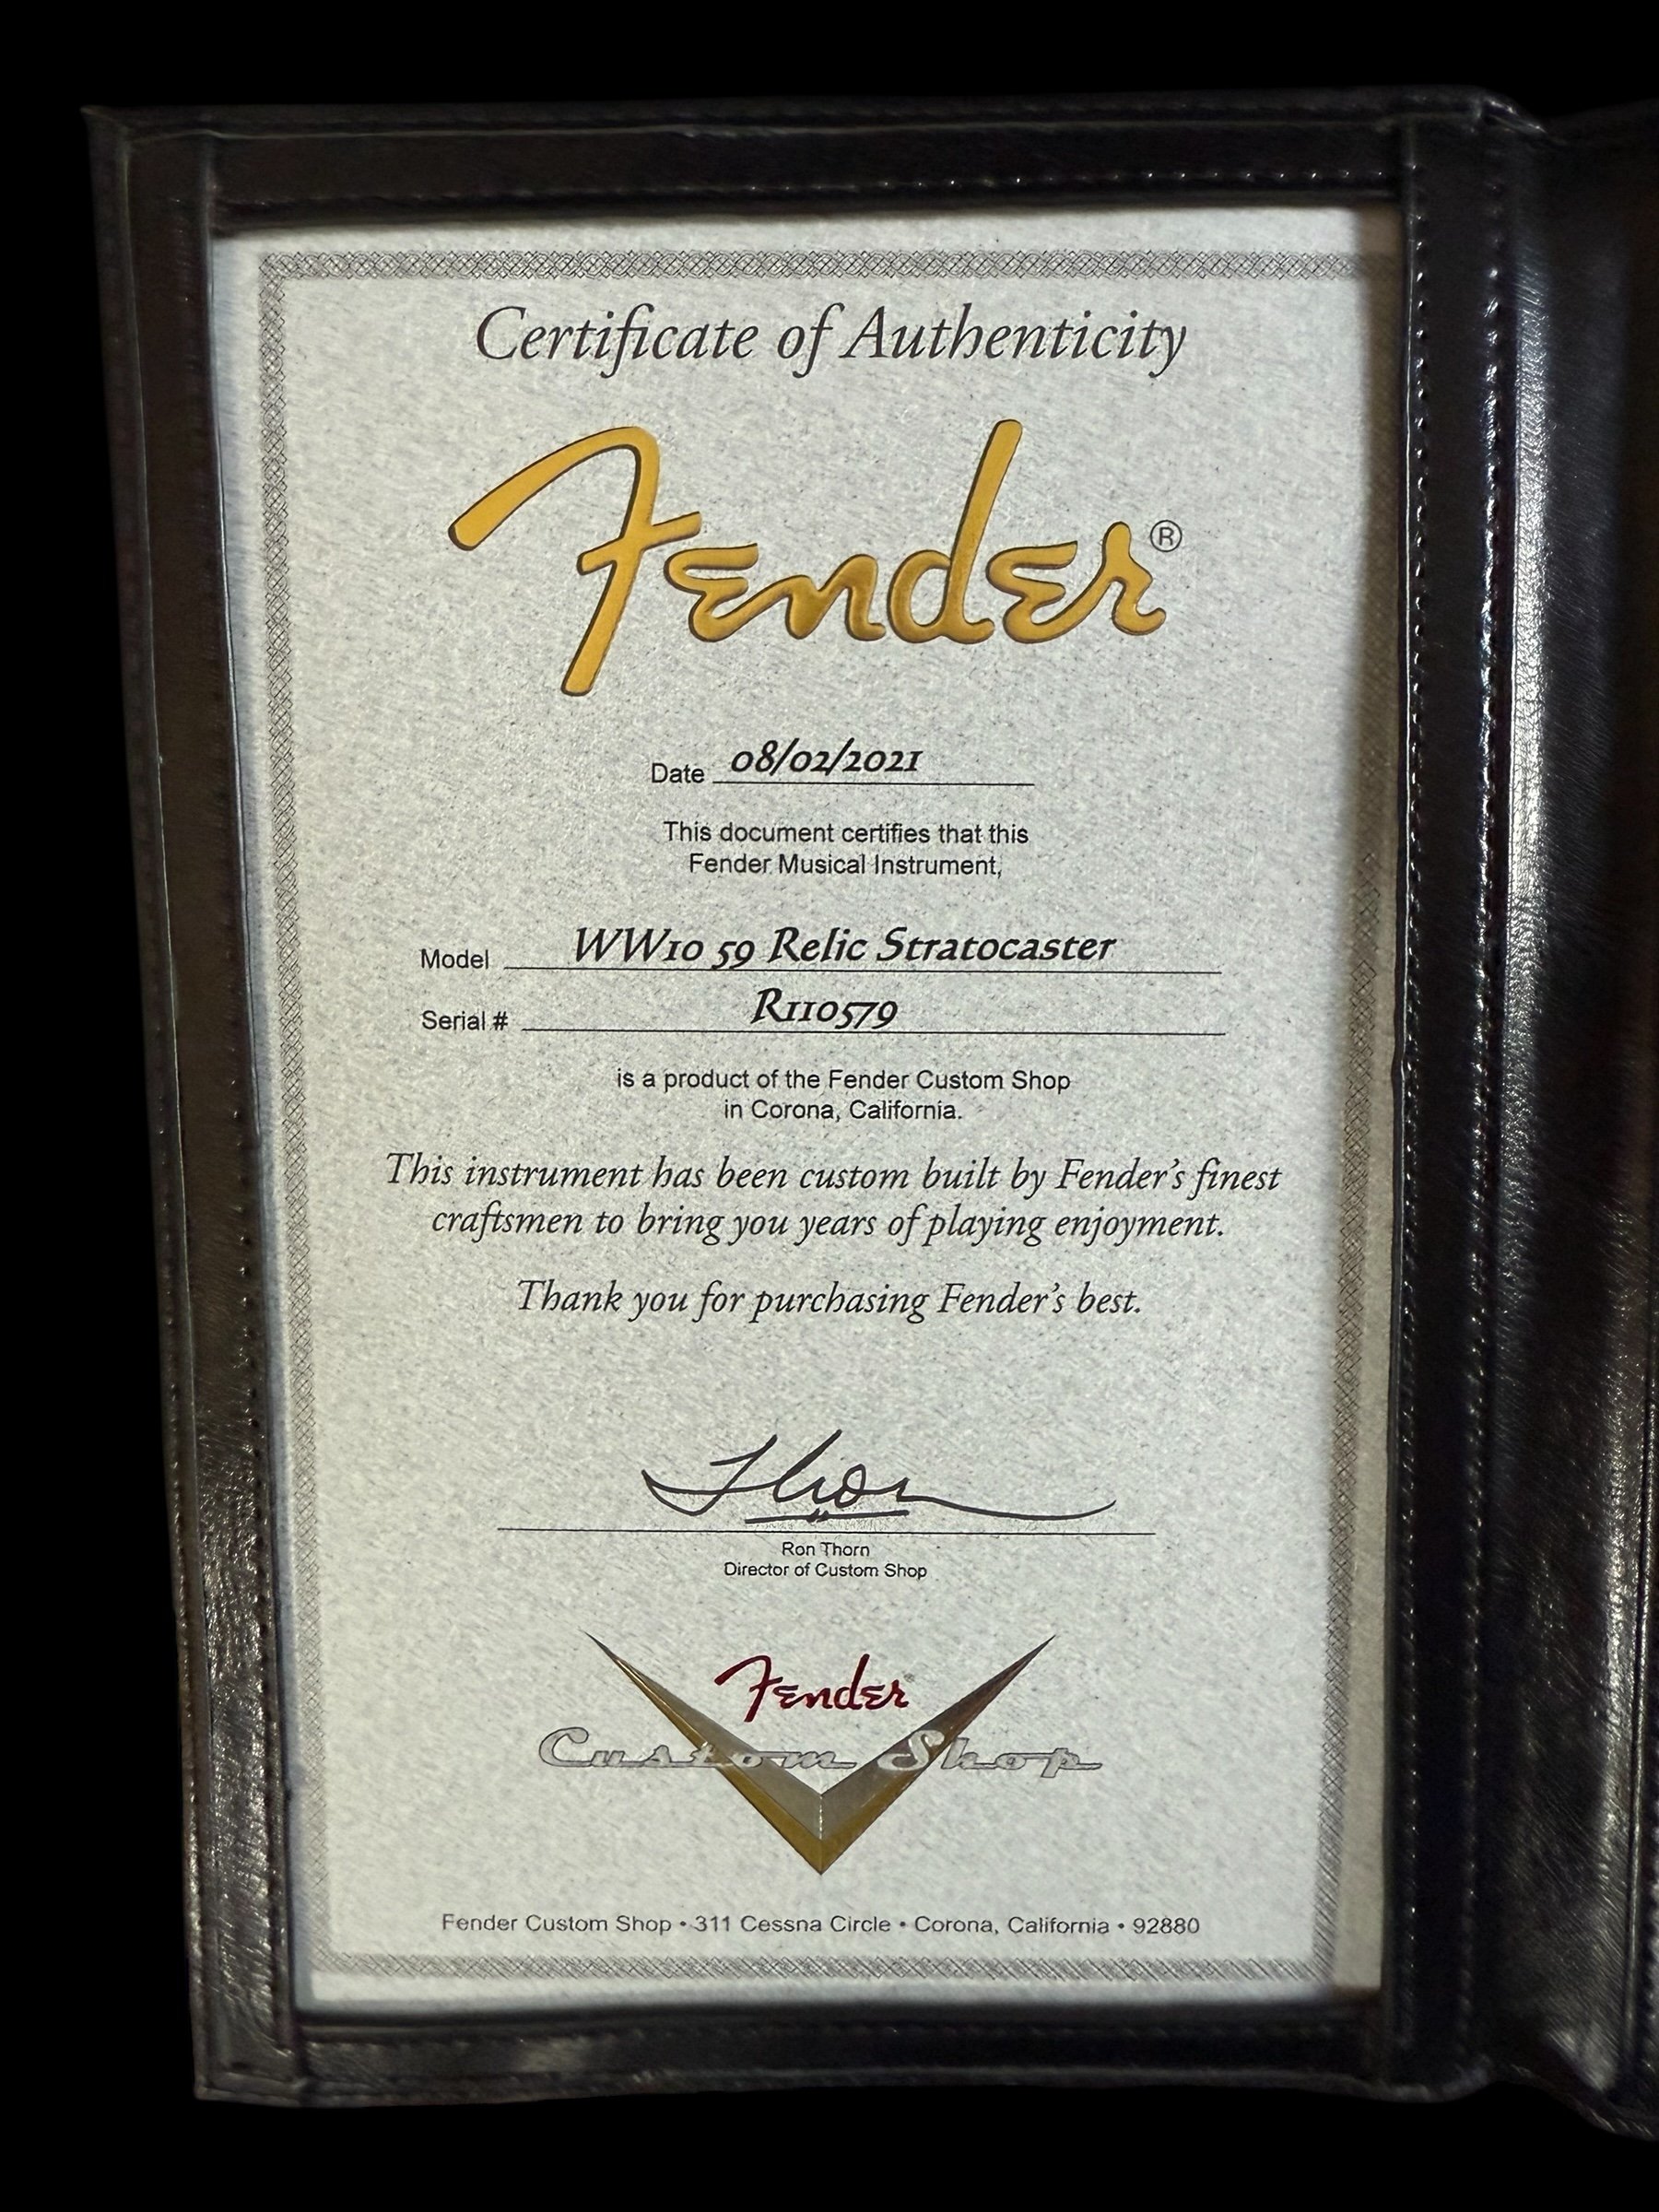 Certificate of Authenticity
Fender®
Date 08/02/2021
This document certifies that this
Fender Musical Instrument,
Model WW10 59 Relic Stratocaster
Serial # R110579
is a product of the Fender Custom Shop
in Corona, California.
This instrument has been custom built by Fender's finest
craftsmen to bring you years of playing enjoyment.
Thank you for purchasing Fender's best.
Thorn
Ron Thorn
Director of Custom Shop
Fender
Custom Shop
Fender Custom Shop • 311 Cessna Circle • Corona, California • 92880